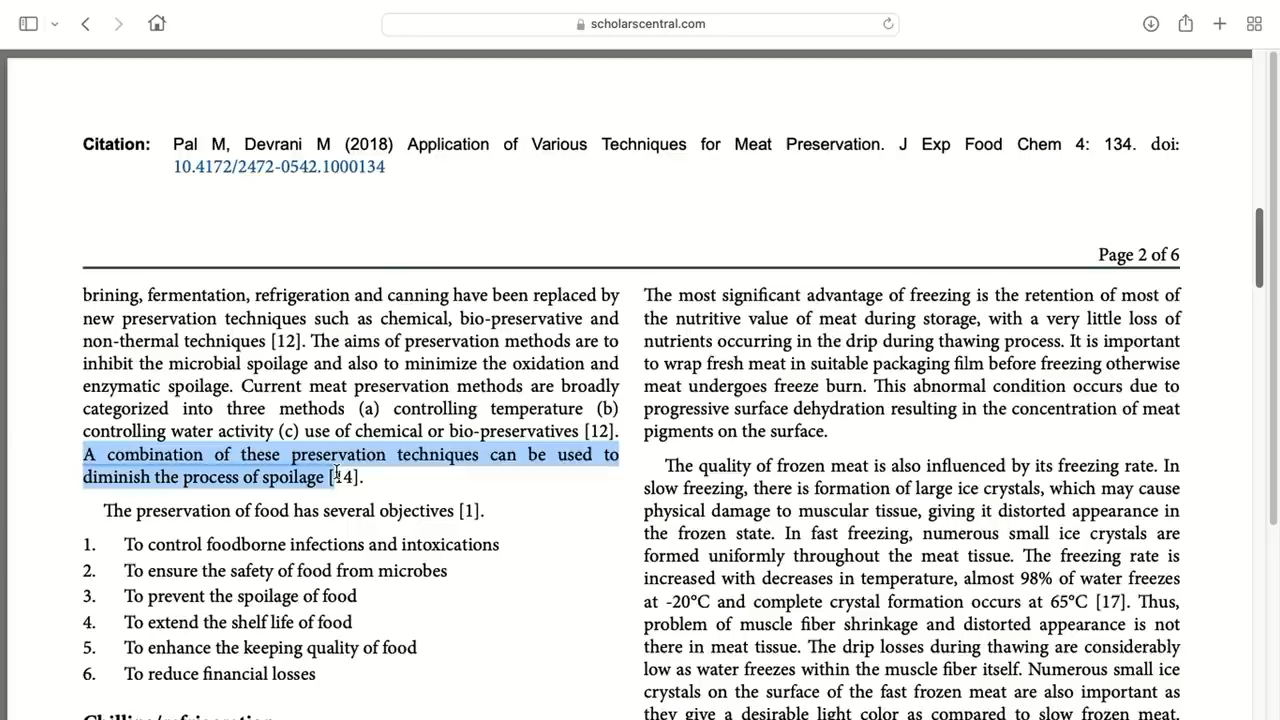 scholarscentral.com
Citation: Pal M, Devrani M (2018) Application of Various Techniques for Meat Preservation. J Exp Food Chem 4: 134. doi:
10.4172/2472-0542.1000134
Page 2 of 6
brining, fermentation, refrigeration and canning have been replaced by
new preservation techniques such as chemical, bio-preservative and
non-thermal techniques [12]. The aims of preservation methods are to
inhibit the microbial spoilage and also to minimize the oxidation and
enzymatic spoilage. Current meat preservation methods are broadly
categorized into three methods (a) controlling temperature (b)
controlling water activity (c) use of chemical or bio-preservatives [12].
A combination of these preservation techniques can be used to
diminish the process of spoilage [14].
The preservation of food has several objectives [1].
1. To control foodborne infections and intoxications
2. To ensure the safety of food from microbes
3. To prevent the spoilage of food
4. To extend the shelf life of food
5. To enhance the keeping quality of food
6. To reduce financial losses
Chilling/refrigeration
The most significant advantage of freezing is the retention of most of
the nutritive value of meat during storage, with a very little loss of
nutrients occurring in the drip during thawing process. It is important
to wrap fresh meat in suitable packaging film before freezing otherwise
meat undergoes freeze burn. This abnormal condition occurs due to
progressive surface dehydration resulting in the concentration of meat
pigments on the surface.
The quality of frozen meat is also influenced by its freezing rate. In
slow freezing, there is formation of large ice crystals, which may cause
physical damage to muscular tissue, giving it distorted appearance in
the frozen state. In fast freezing, numerous small ice crystals are
formed uniformly throughout the meat tissue. The freezing rate is
increased with decreases in temperature, almost 98% of water freezes
at -20°C and complete crystal formation occurs at 65°C [17]. Thus,
problem of muscle fiber shrinkage and distorted appearance is not
there in meat tissue. The drip losses during thawing are considerably
low as water freezes within the muscle fiber itself. Numerous small ice
crystals on the surface of the fast frozen meat are also important as
they give a desirable light color as compared to slow frozen meat.